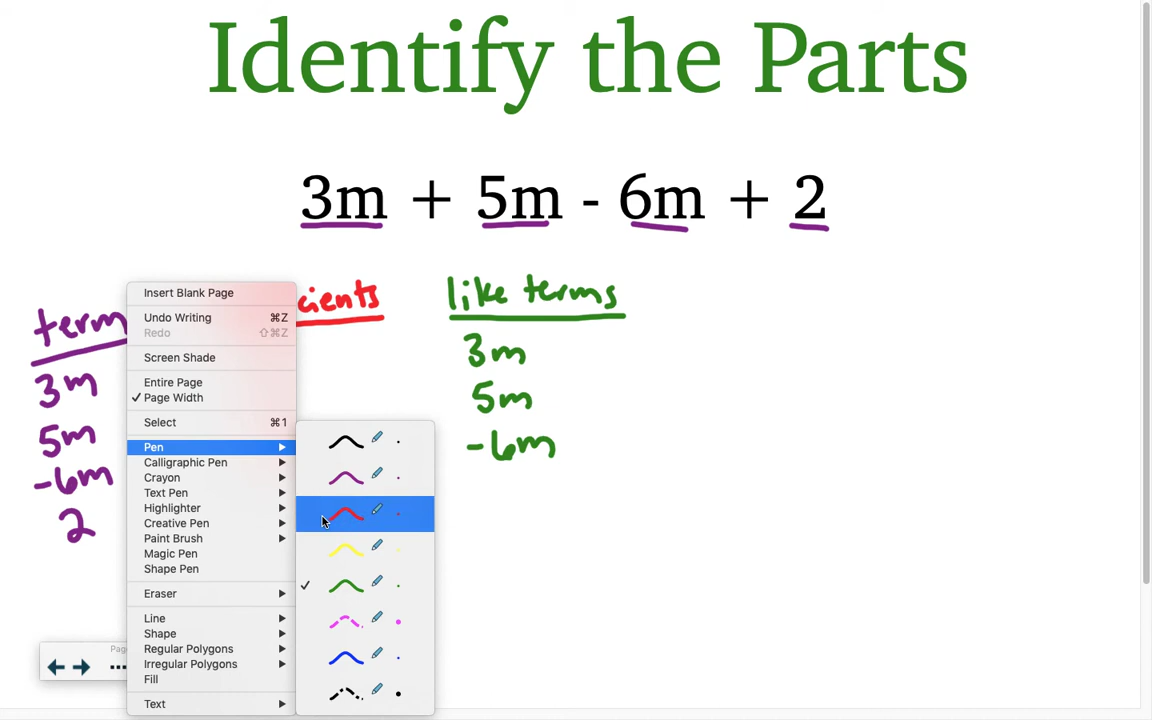 Identify the Parts
3m + 5m - 6m + 2
term
cients
like terms
3m
5m
-6m
2
3m
5m
-6m
Insert Blank Page
Undo Writing ⌘Z
Redo ⇧⌘Z
Screen Shade
Entire Page
✓ Page Width
Select ⌘1
Pen
Calligraphic Pen
Crayon
Text Pen
Highlighter
Creative Pen
Paint Brush
Magic Pen
Shape Pen
Eraser
Line
Shape
Regular Polygons
Irregular Polygons
Fill
Text